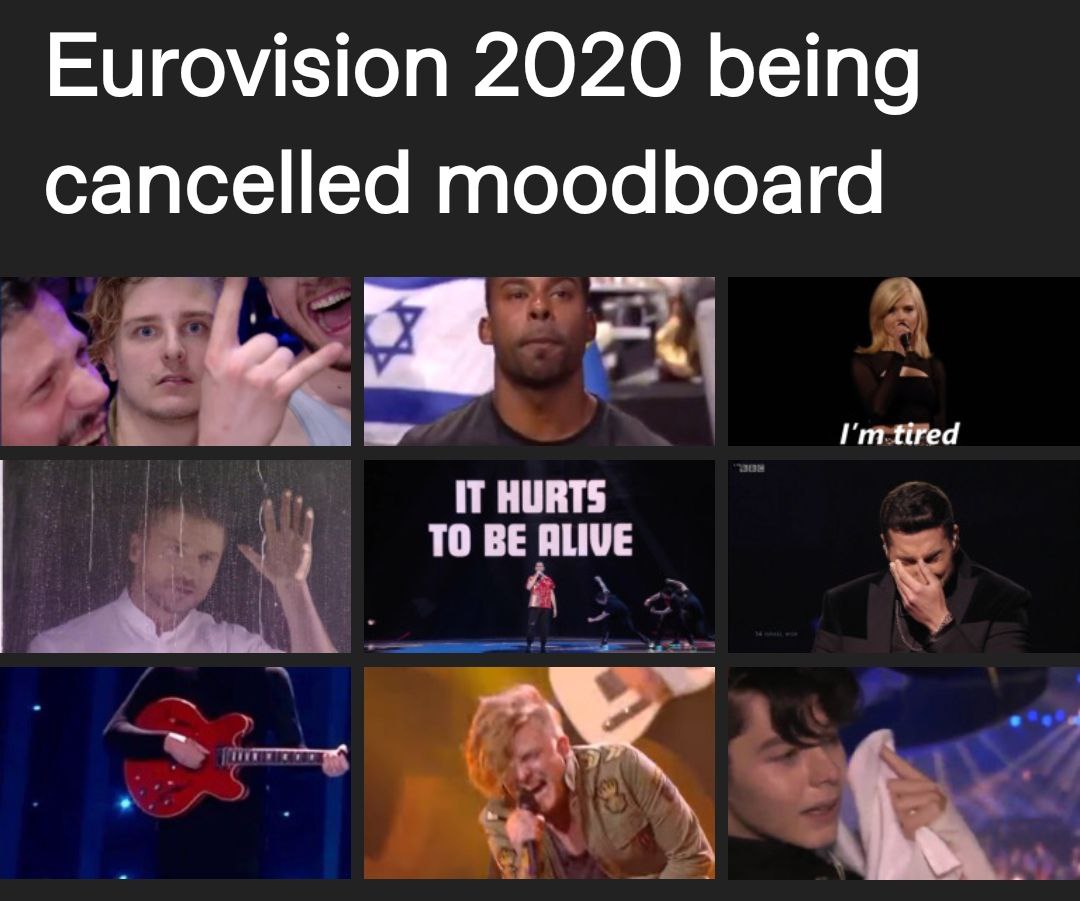 Eurovision 2020 being
cancelled moodboard
I'm tired
IT HURTS
TO BE ALIVE
BBC